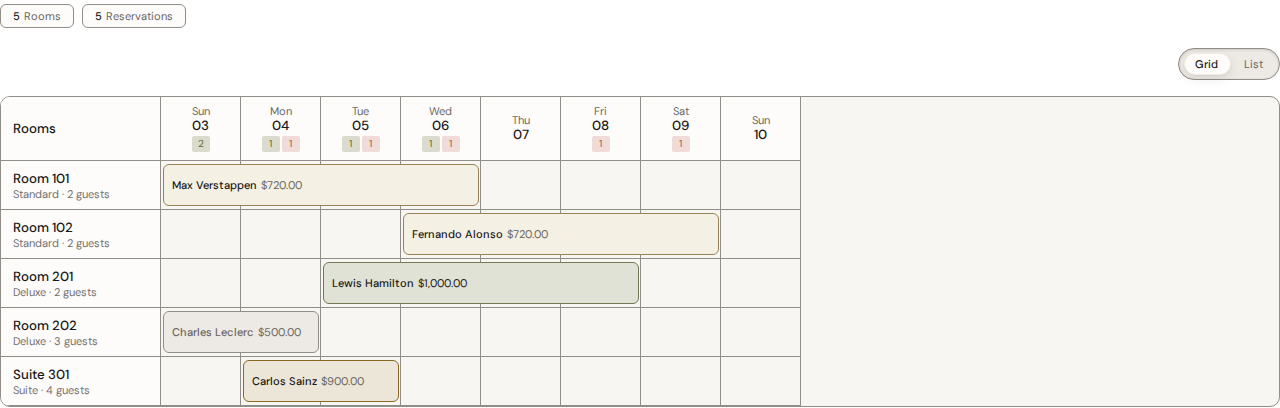 5 Rooms 5 Reservations
Grid List
Rooms Sun Mon Tue Wed Thu Fri Sat Sun
03 04 05 06 07 08 09 10
2 1 1 1 1 1 1 1 1
Room 101
Standard · 2 guests
Max Verstappen $720.00
Room 102
Standard · 2 guests
Fernando Alonso $720.00
Room 201
Deluxe · 2 guests
Lewis Hamilton $1,000.00
Room 202
Deluxe · 3 guests
Charles Leclerc $500.00
Suite 301
Suite · 4 guests
Carlos Sainz $900.00